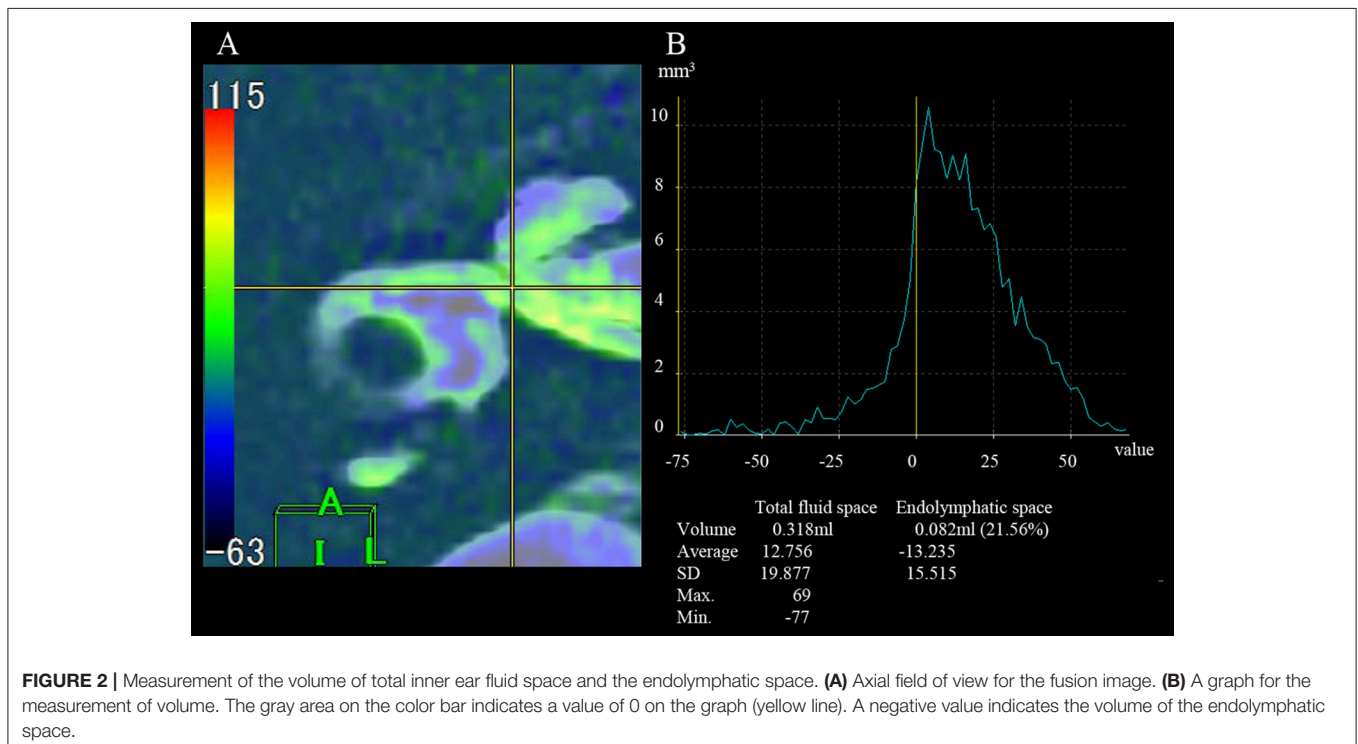 A
B
115
-63
A
I L
mm³
10
8
6
4
2
0
-75 -50 -25 0 25 50 value
Total fluid space Endolymphatic space
Volume 0.318ml 0.082ml (21.56%)
Average 12.756 -13.235
SD 19.877 15.515
Max. 69
Min. -77
FIGURE 2 | Measurement of the volume of total inner ear fluid space and the endolymphatic space. (A) Axial field of view for the fusion image. (B) A graph for the
measurement of volume. The gray area on the color bar indicates a value of 0 on the graph (yellow line). A negative value indicates the volume of the endolymphatic
space.